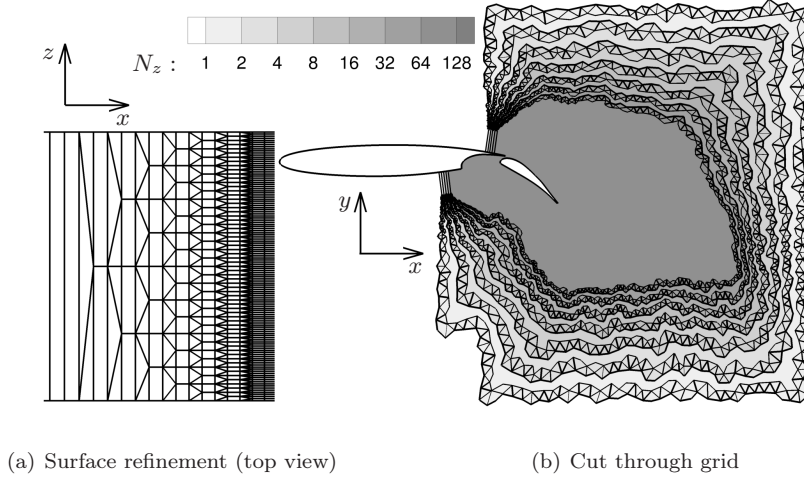 N_z :
1 2 4 8 16 32 64 128
z
x
y
x
(a) Surface refinement (top view)
(b) Cut through grid